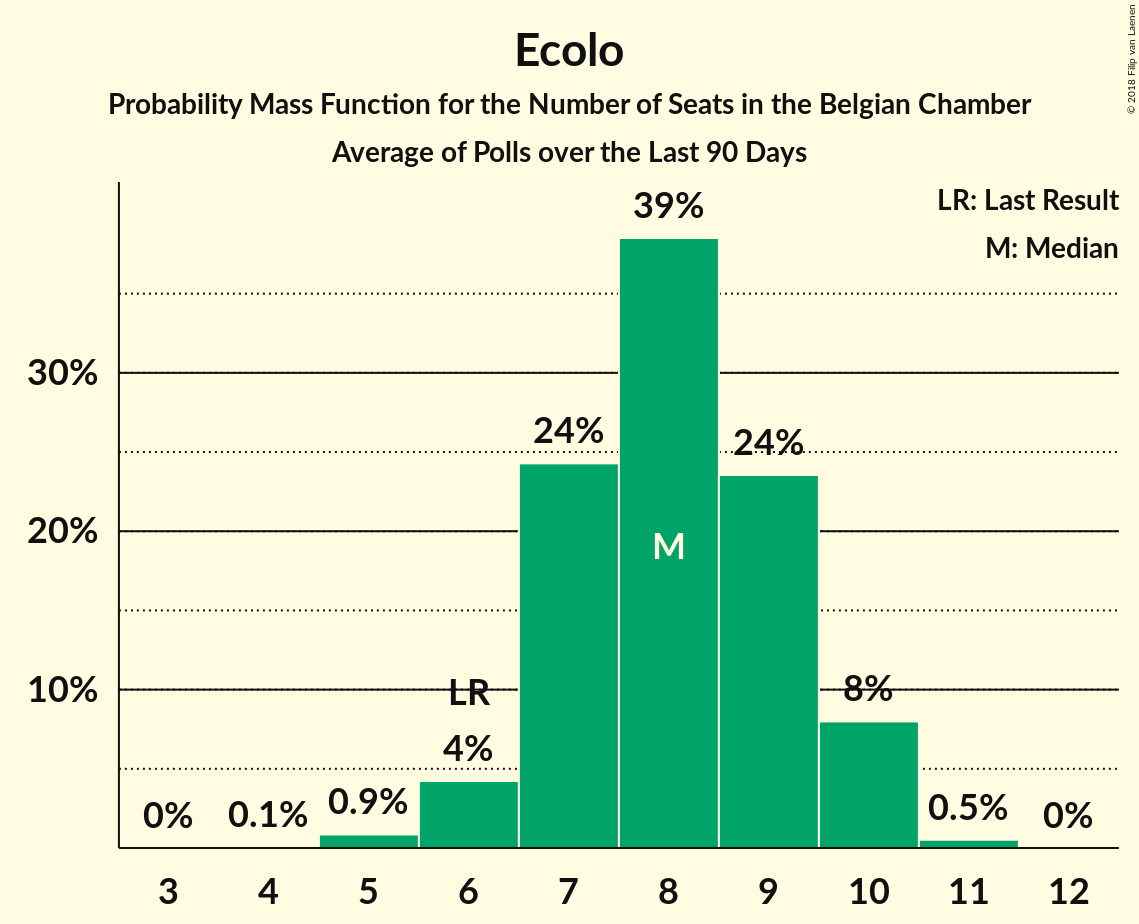 Ecolo
Probability Mass Function for the Number of Seats in the Belgian Chamber
Average of Polls over the Last 90 Days
© 2018 Filip van Laenen
LR: Last Result
M: Median
39%
30%
24%
24%
20%
M
10%
LR
8%
4%
0%
0.1%
0.9%
0.5%
0%
3 4 5 6 7 8 9 10 11 12